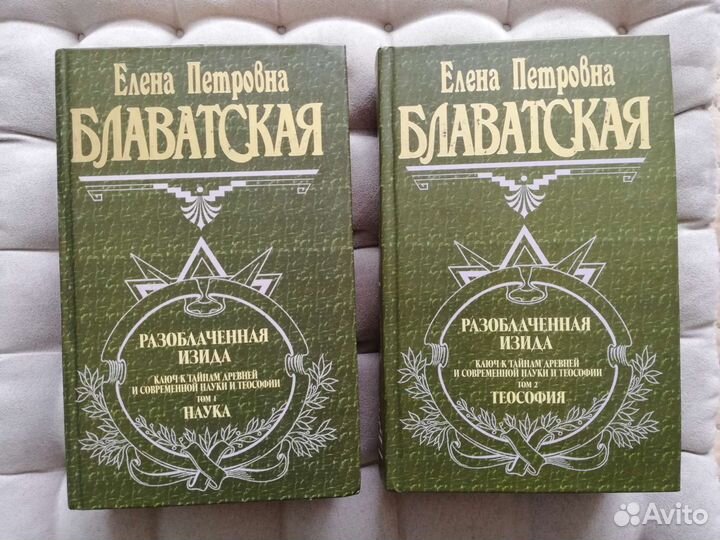 Елена Петровна
БЛАВАТСКАЯ
РАЗОБЛАЧЕННАЯ
ИЗИДА
КЛЮЧ К ТАЙНАМ ДРЕВНЕЙ
И СОВРЕМЕННОЙ НАУКИ И ТЕОСОФИИ
ТОМ 1
НАУКА
Елена Петровна
БЛАВАТСКАЯ
РАЗОБЛАЧЕННАЯ
ИЗИДА
КЛЮЧ К ТАЙНАМ ДРЕВНЕЙ
И СОВРЕМЕННОЙ НАУКИ И ТЕОСОФИИ
ТОМ 2
ТЕОСОФИЯ
Avito